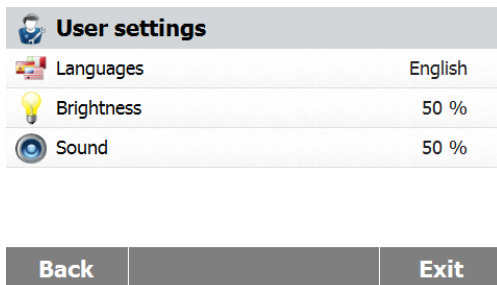 User settings
Languages English
Brightness 50 %
Sound 50 %
Back Exit